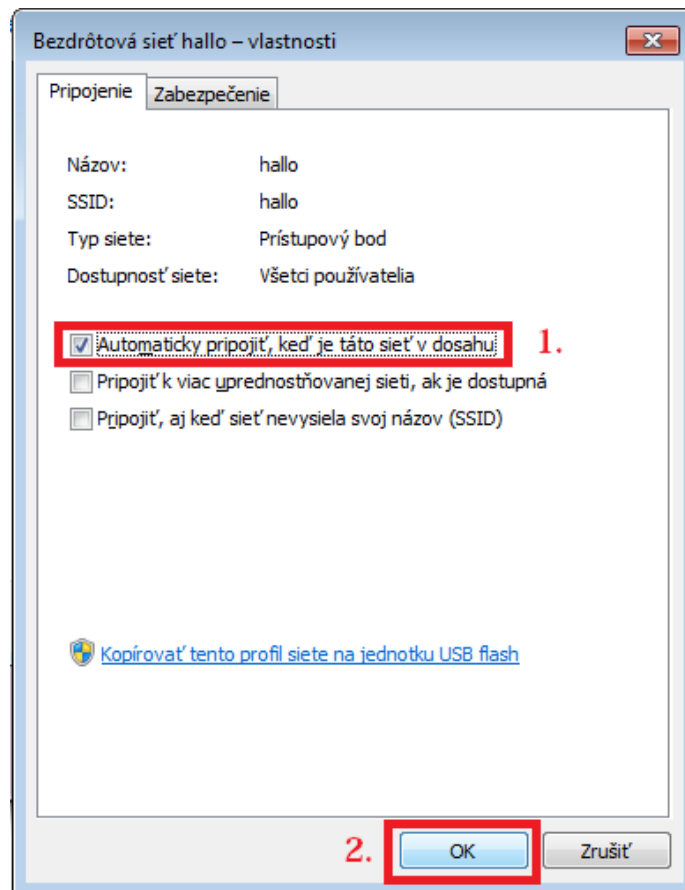 Bezdrôtová sieť hallo – vlastnosti
Pripojenie Zabezpečenie
Názov: hallo
SSID: hallo
Typ siete: Prístupový bod
Dostupnosť siete: Všetci používatelia
Automaticky pripojiť, keď je táto sieť v dosahu 1.
Pripojiť k viac uprednostňovanej sieti, ak je dostupná
Pripojiť, aj keď sieť nevysiela svoj názov (SSID)
Kopírovať tento profil siete na jednotku USB flash
2. OK Zrušiť